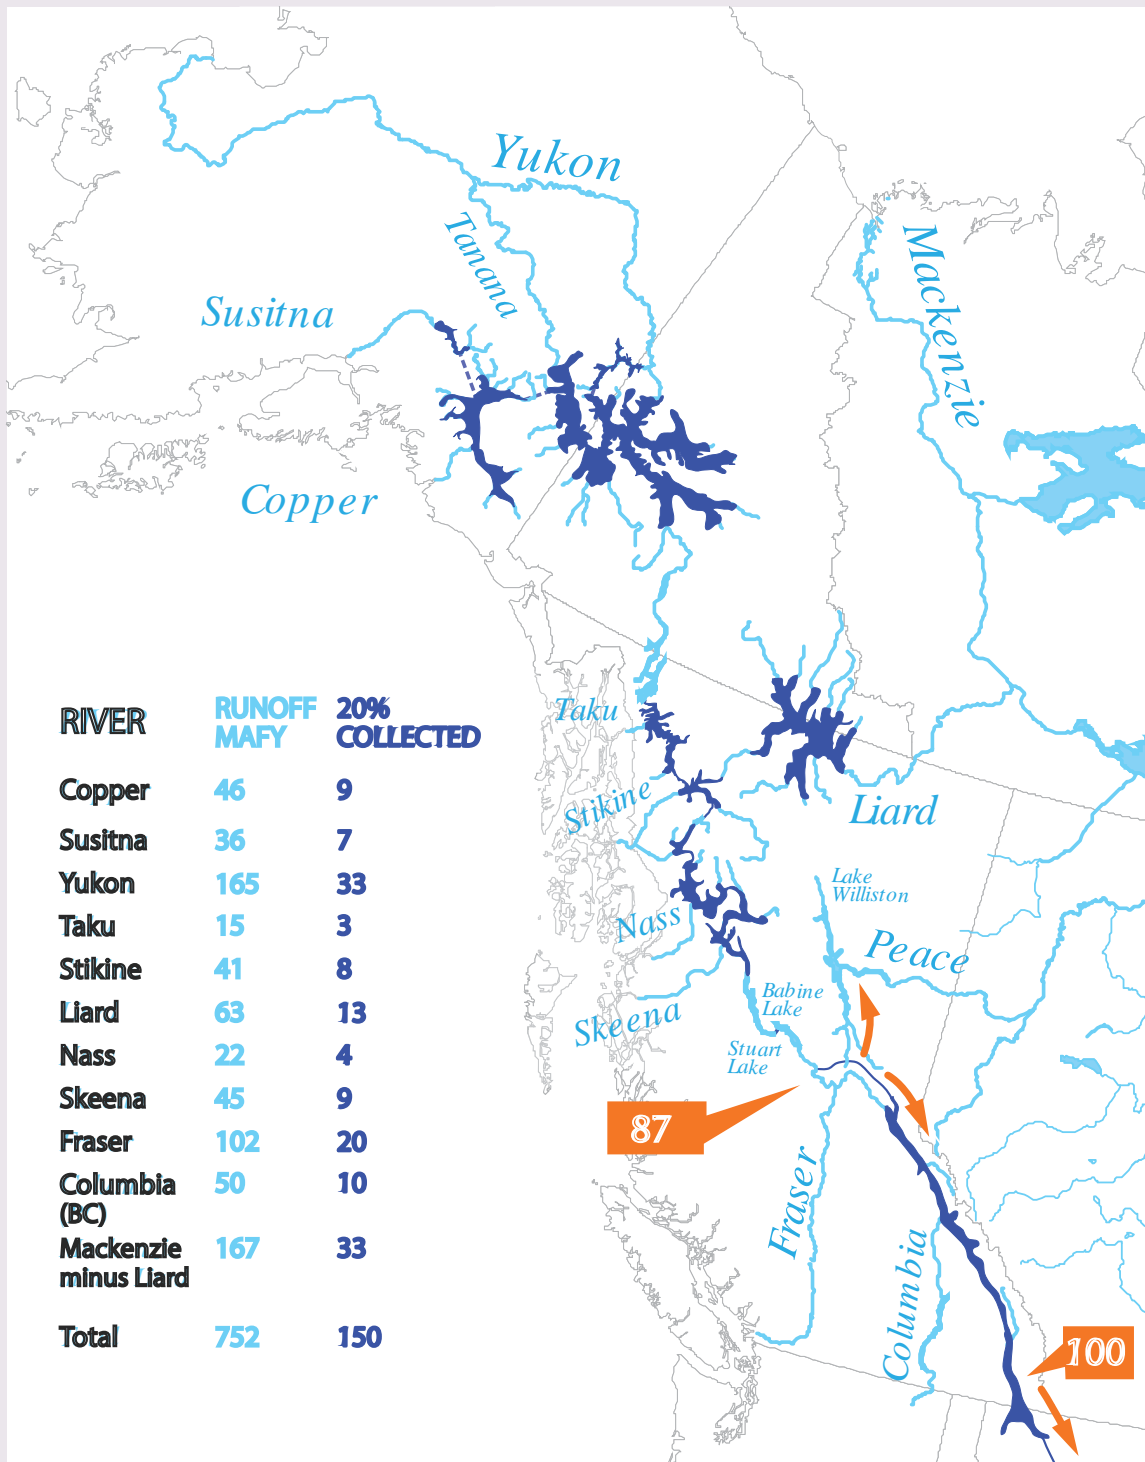 Yukon
Tanana
Mackenzie
Susitna
Copper
Taku
Stikine
Liard
Lake
Williston
Nass
Peace
Skeena
Babine
Lake
Stuart
Lake
87
Fraser
Columbia
100
RIVER RUNOFF MAFY 20% COLLECTED
Copper 46 9
Susitna 36 7
Yukon 165 33
Taku 15 3
Stikine 41 8
Liard 63 13
Nass 22 4
Skeena 45 9
Fraser 102 20
Columbia 50 10
(BC)
Mackenzie 167 33
minus Liard
Total 752 150